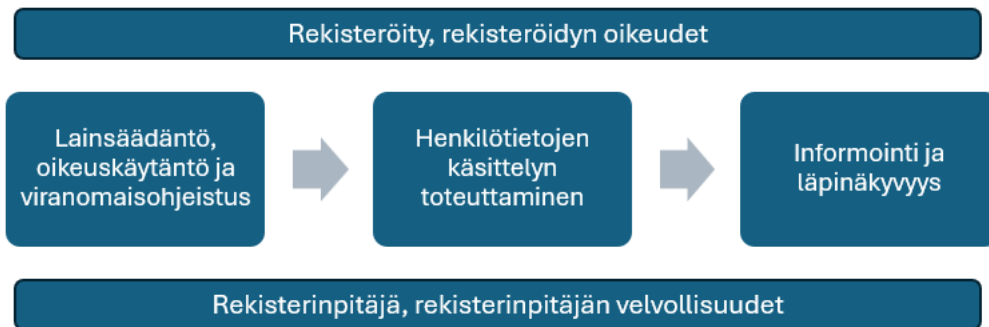 Rekisteröity, rekisteröidyn oikeudet
Lainsäädäntö,
oikeuskäytäntö ja
viranomaisohjeistus
Henkilötietojen
käsittelyn
toteuttaminen
Informointi ja
läpinäkyvyys
Rekisterinpitäjä, rekisterinpitäjän velvollisuudet